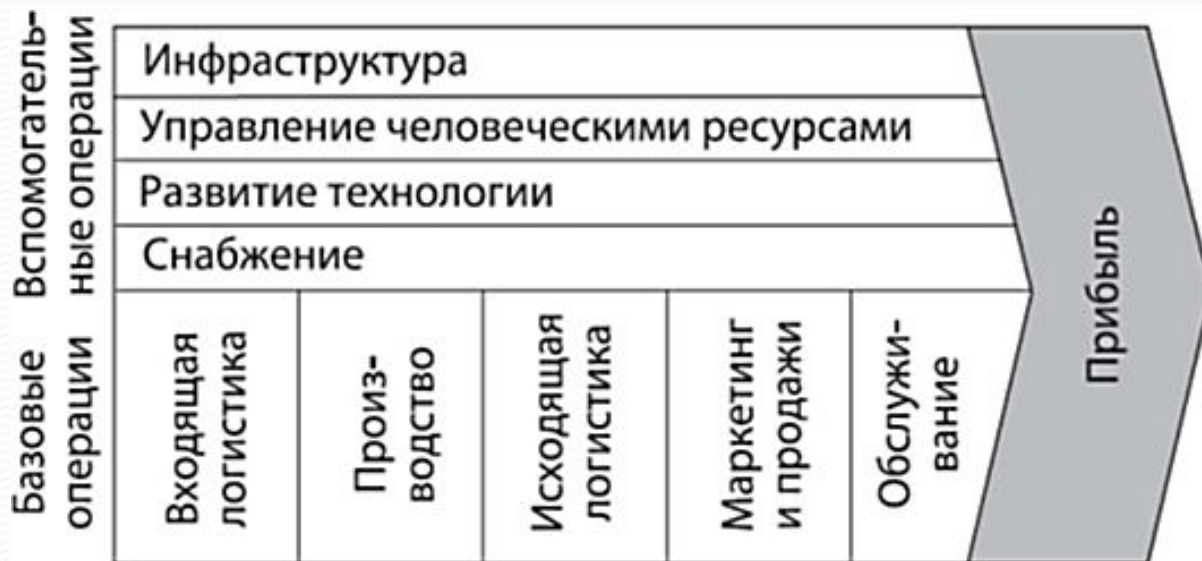 Вспомогатель-
ные операции
Инфраструктура
Управление человеческими ресурсами
Развитие технологии
Снабжение
Базовые
операции
Входящая
логистика
Произ-
водство
Исходящая
логистика
Маркетинг
и продажи
Обслужи-
вание
Прибыль